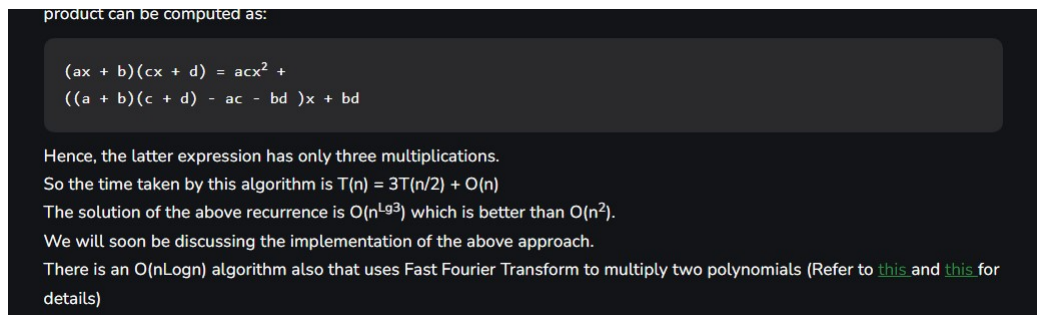 product can be computed as:
(ax + b)(cx + d) = acx² +
((a + b)(c + d) - ac - bd )x + bd
Hence, the latter expression has only three multiplications.
So the time taken by this algorithm is T(n) = 3T(n/2) + O(n)
The solution of the above recurrence is O(n^Lg3) which is better than O(n²).
We will soon be discussing the implementation of the above approach.
There is an O(nLogn) algorithm also that uses Fast Fourier Transform to multiply two polynomials (Refer to this and this for
details)